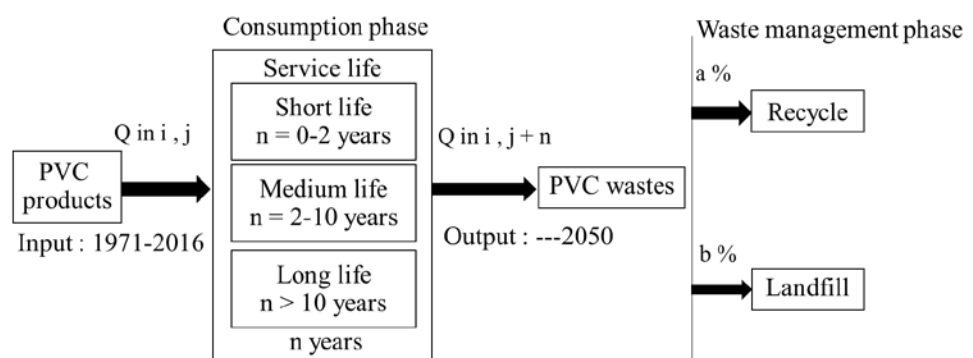 Consumption phase
Waste management phase
Service life
Short life
n = 0-2 years
Medium life
n = 2-10 years
Long life
n > 10 years
n years
Q in i , j
PVC
products
Input : 1971-2016
Q in i , j + n
PVC wastes
Output : ---2050
a %
Recycle
b %
Landfill